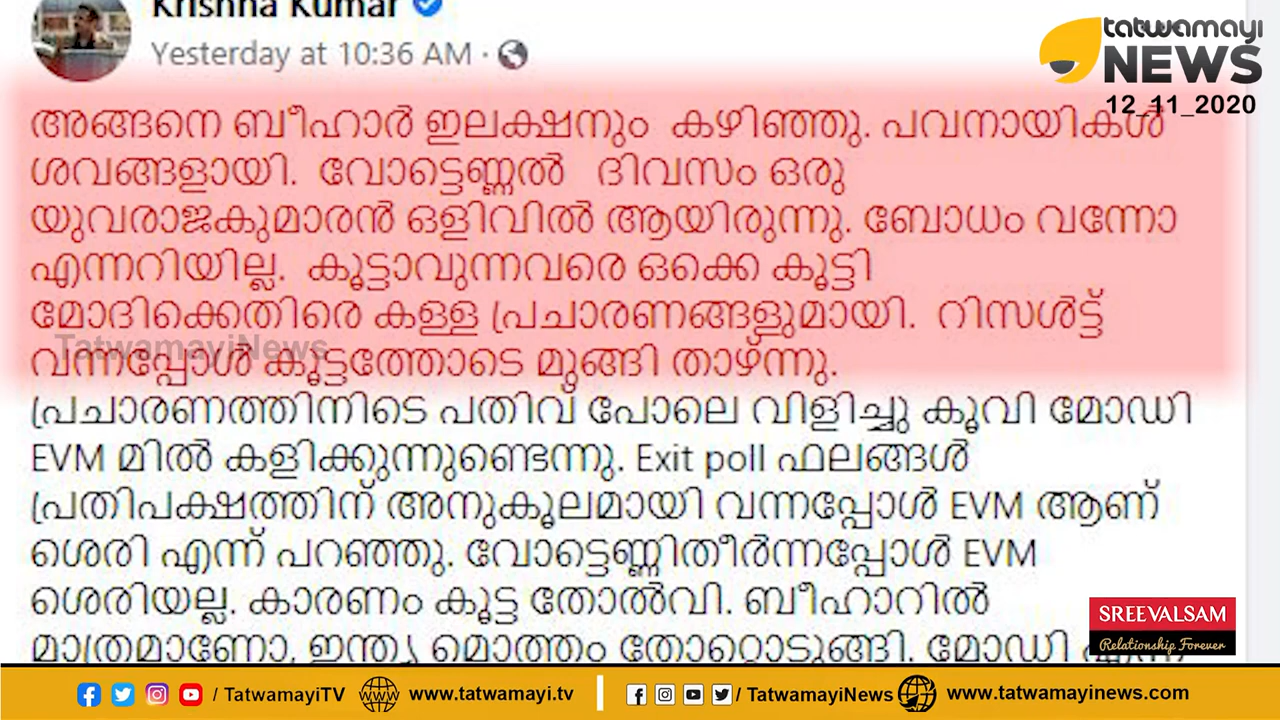 Krishna Kumar
Yesterday at 10:36 AM ·
tatwamayi
NEWS
12_11_2020
അങ്ങനെ ബീഹാർ ഇലക്ഷനും കഴിഞ്ഞു. പവനായികൾ
ശവങ്ങളായി. വോട്ടെണ്ണൽ ദിവസം ഒരു
യുവരാജകുമാരൻ ഒളിവിൽ ആയിരുന്നു. ബോധം വന്നോ
എന്നറിയില്ല. കൂട്ടാവുന്നവരെ ഒക്കെ കൂട്ടി
മോദിക്കെതിരെ കള്ള പ്രചാരണങ്ങളുമായി. റിസൾട്ട്
TatwamayiNews
വന്നപ്പോൾ കൂട്ടത്തോടെ മുങ്ങി താഴ്ന്നു.
പ്രചാരണത്തിനിടെ പതിവ് പോലെ വിളിച്ചു കൂവി മോഡി
EVM മിൽ കളിക്കുന്നുണ്ടെന്നു. Exit poll ഫലങ്ങൾ
പ്രതിപക്ഷത്തിന് അനുകൂലമായി വന്നപ്പോൾ EVM ആണ്
ശെരി എന്ന് പറഞ്ഞു. വോട്ടെണ്ണിതീർന്നപ്പോൾ EVM
ശെരിയല്ല. കാരണം കൂട്ട തോൽവി. ബീഹാറിൽ
മാത്രമാണോ, ഇന്ത്യ മൊത്തം തോറ്റൊടുങ്ങി. മോഡി
SREEVALSAM
Relationship Forever
/ TatwamayiTV www.tatwamayi.tv / TatwamayiNews www.tatwamayinews.com